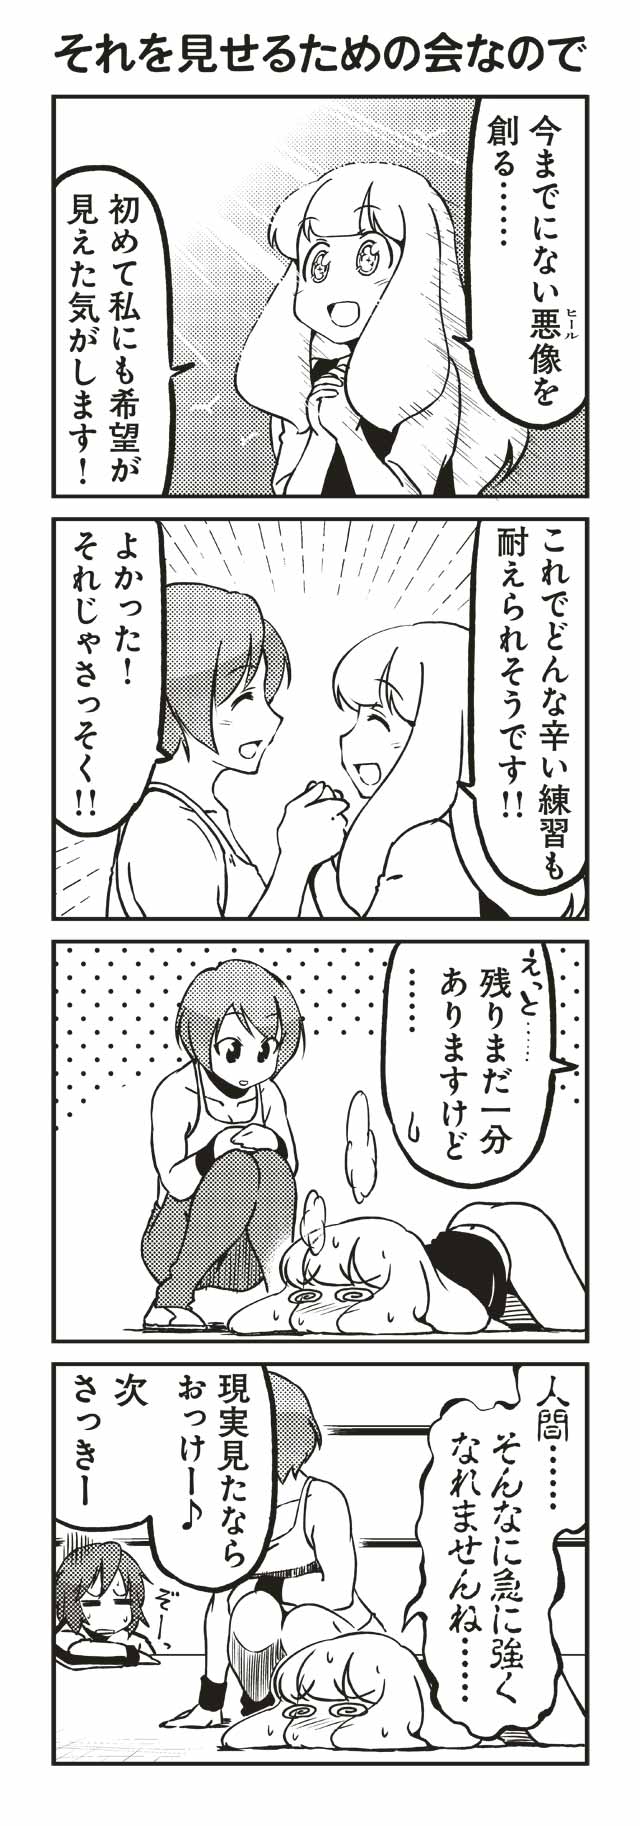 それを見せるための会なので
今までにない悪像を
ヒール
創る……
初めて私にも希望が
見えた気がします！
これでどんな辛い練習も
耐えられそうです！！
よかった！
それじゃさっそく！！
えっと……
残りまだ一分
ありますけど
……
人間……
そんなに急に強く
なれませんね……
現実見たなら
おっけー♪
次
さっきー
ぞーっ